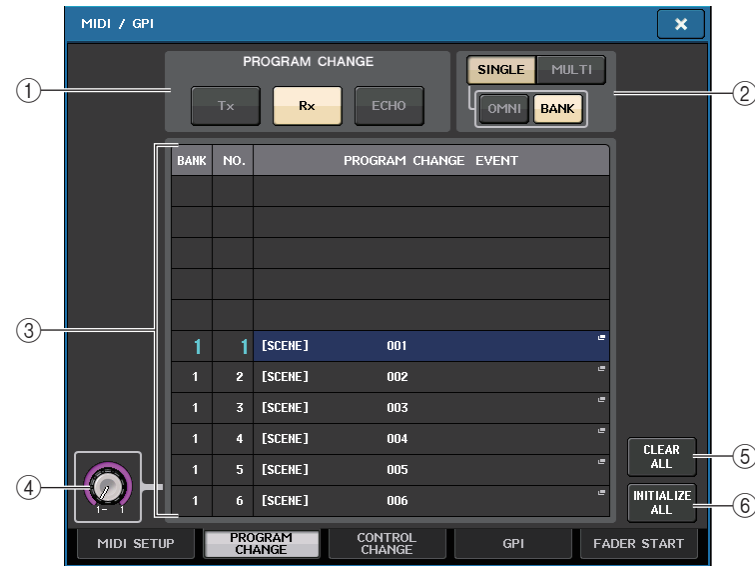 MIDI / GPI
PROGRAM CHANGE
Tx Rx ECHO
SINGLE MULTI
OMNI BANK
1
2
BANK NO. PROGRAM CHANGE EVENT
1 1 [SCENE] 001
1 2 [SCENE] 002
1 3 [SCENE] 003
1 4 [SCENE] 004
1 5 [SCENE] 005
1 6 [SCENE] 006
3
4
1- 1
CLEAR ALL
5
INITIALIZE ALL
6
MIDI SETUP
PROGRAM CHANGE
CONTROL CHANGE
GPI
FADER START